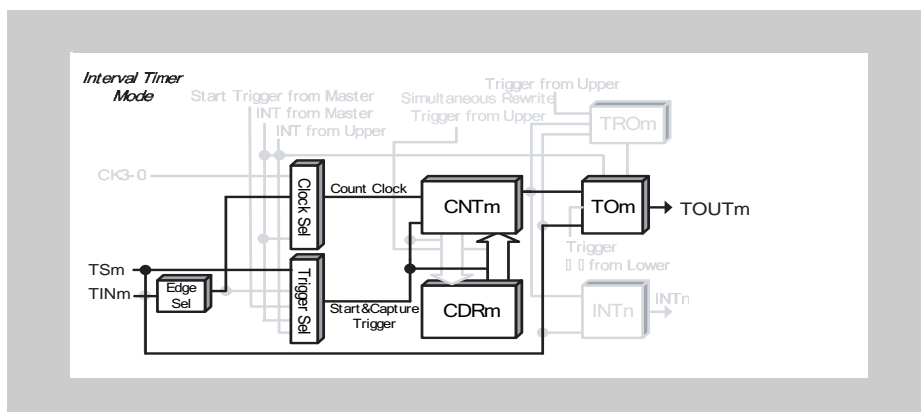 Interval Timer
Mode
Start Trigger from Master
INT from Master
INT from Upper
Trigger from Upper
Simultaneous Rewrite
Trigger from Upper
TROm
CK3-0
Clock Sel
Count Clock
CNTm
TOm
TOUTm
Trigger
from Lower
TSm
TINm
Edge
Sel
Trigger Sel
Start&Capture
Trigger
CDRm
INTn
INTn